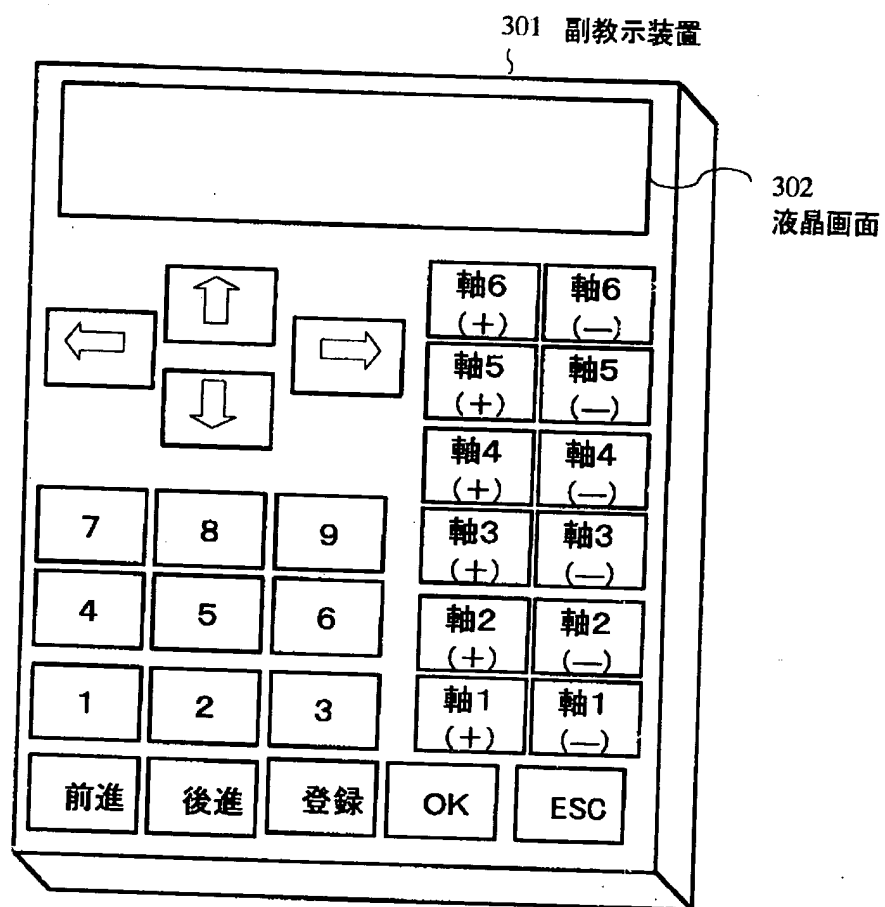 301 副教示装置
302
液晶画面
軸6
(+)
軸6
(—)
軸5
(+)
軸5
(—)
軸4
(+)
軸4
(—)
軸3
(+)
軸3
(—)
軸2
(+)
軸2
(—)
軸1
(+)
軸1
(—)
7 8 9
4 5 6
1 2 3
前進 後進 登録 OK ESC